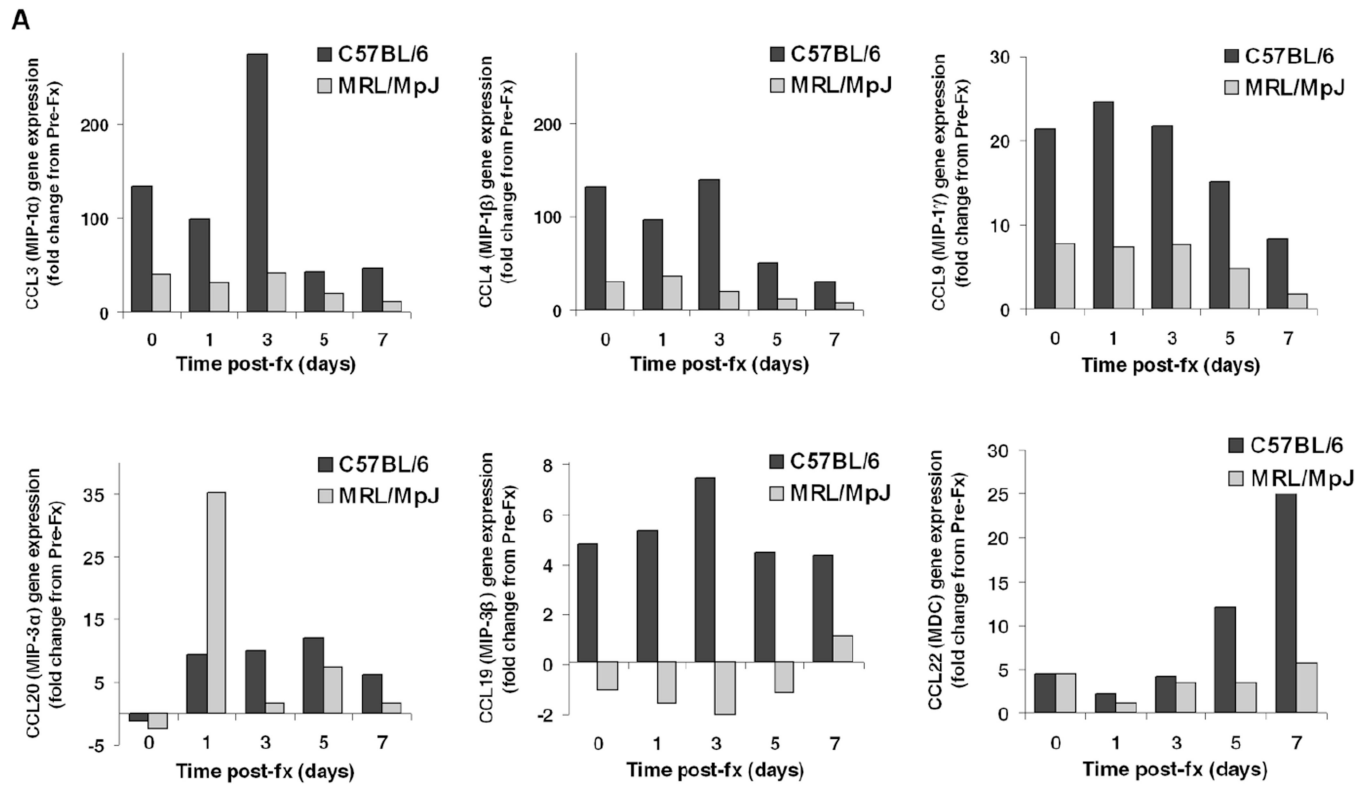 A
CCL3 (MIP-1α) gene expression
(fold change from Pre-Fx)
C57BL/6
MRL/MpJ
200
100
0
0 1 3 5 7
Time post-fx (days)
CCL4 (MIP-1β) gene expression
(fold change from Pre-Fx)
C57BL/6
MRL/MpJ
200
100
0
0 1 3 5 7
Time post-fx (days)
CCL9 (MIP-1γ) gene expression
(fold change from Pre-Fx)
C57BL/6
MRL/MpJ
30
20
10
0
0 1 3 5 7
Time post-fx (days)
CCL20 (MIP-3α) gene expression
(fold change from Pre-Fx)
C57BL/6
MRL/MpJ
35
25
15
5
-5
0 1 3 5 7
Time post-fx (days)
CCL19 (MIP-3β) gene expression
(fold change from Pre-Fx)
C57BL/6
MRL/MpJ
8
6
4
2
0
-2
0 1 3 5 7
Time post-fx (days)
CCL22 (MDC) gene expression
(fold change from Pre-Fx)
C57BL/6
MRL/MpJ
30
25
20
15
10
5
0
0 1 3 5 7
Time post-fx (days)